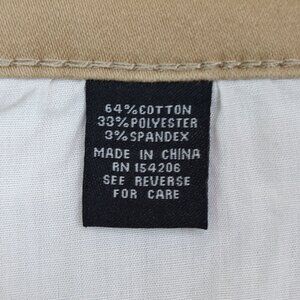 64%COTTON
33%POLYESTER
3%SPANDEX
MADE IN CHINA
RN 154206
SEE REVERSE
FOR CARE